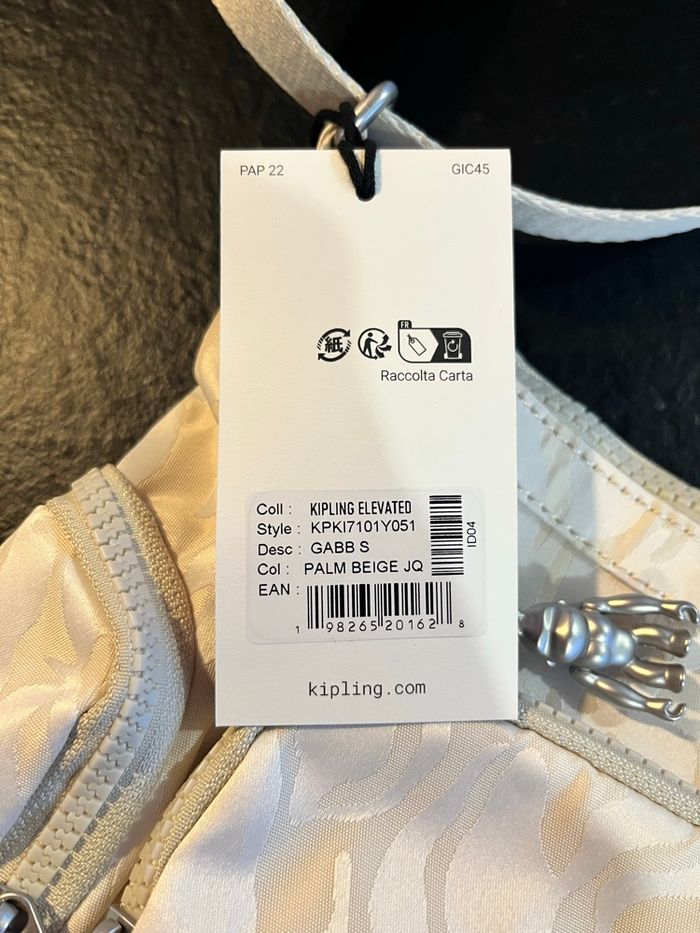 PAP 22
GIC45
紙
FR
Raccolta Carta
Coll : KIPLING ELEVATED
Style : KPKI7101Y051
Desc : GABB S
Col : PALM BEIGE JQ
EAN :
ID04
1 98265 20162 8
kipling.com